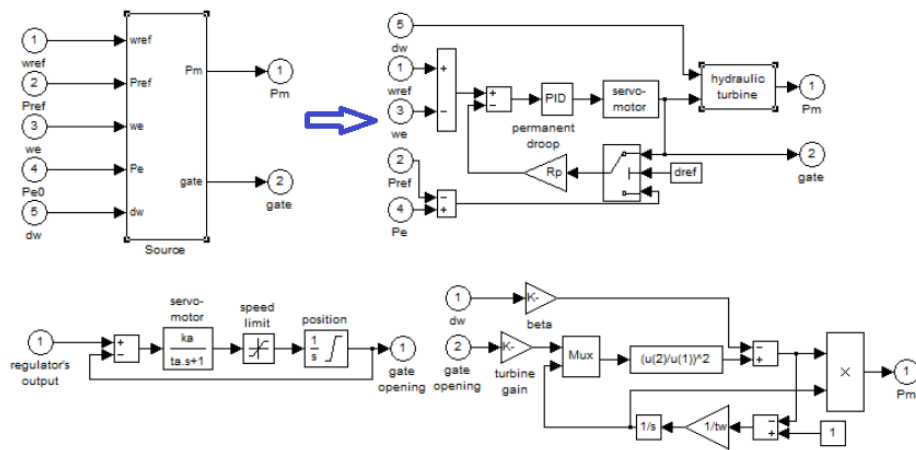 1
wref
wref
2
Pref
Pref
3
we
we
4
Pe0
Pe
5
dw
dw
Pm
1
Pm
gate
2
gate
Source
5
dw
1
wref
+
3
we
−
+
−
PID
permanent
droop
servo-
motor
hydraulic
turbine
1
Pm
2
Pref
Rp
dref
2
gate
−
+
4
Pe
servo-
motor
speed
limit
position
1
regulator's
output
+
−
ka
ta.s+1
1
s
1
gate
opening
1
dw
K-
beta
2
gate
opening
K-
turbine
gain
Mux
(u(2)/u(1))^2
−
+
×
1
Pm
1/s
1/tw
−
+
1